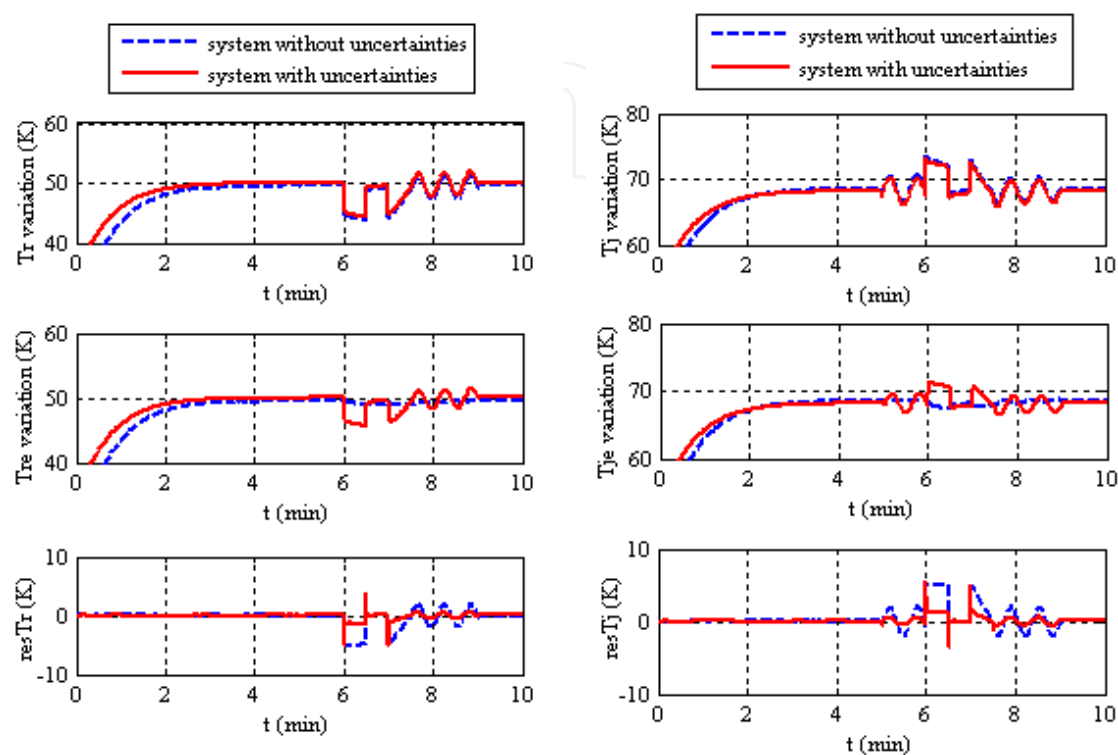 system without uncertainties
system with uncertainties
system without uncertainties
system with uncertainties
Tr variation (K)
60
50
40
0 2 4 6 8 10
t (min)
Tj variation (K)
80
70
60
0 2 4 6 8 10
t (min)
Tre variation (K)
60
50
40
0 2 4 6 8 10
t (min)
Tje variation (K)
80
70
60
0 2 4 6 8 10
t (min)
resTr (K)
10
0
-10
0 2 4 6 8 10
t (min)
resTj (K)
10
0
-10
0 2 4 6 8 10
t (min)